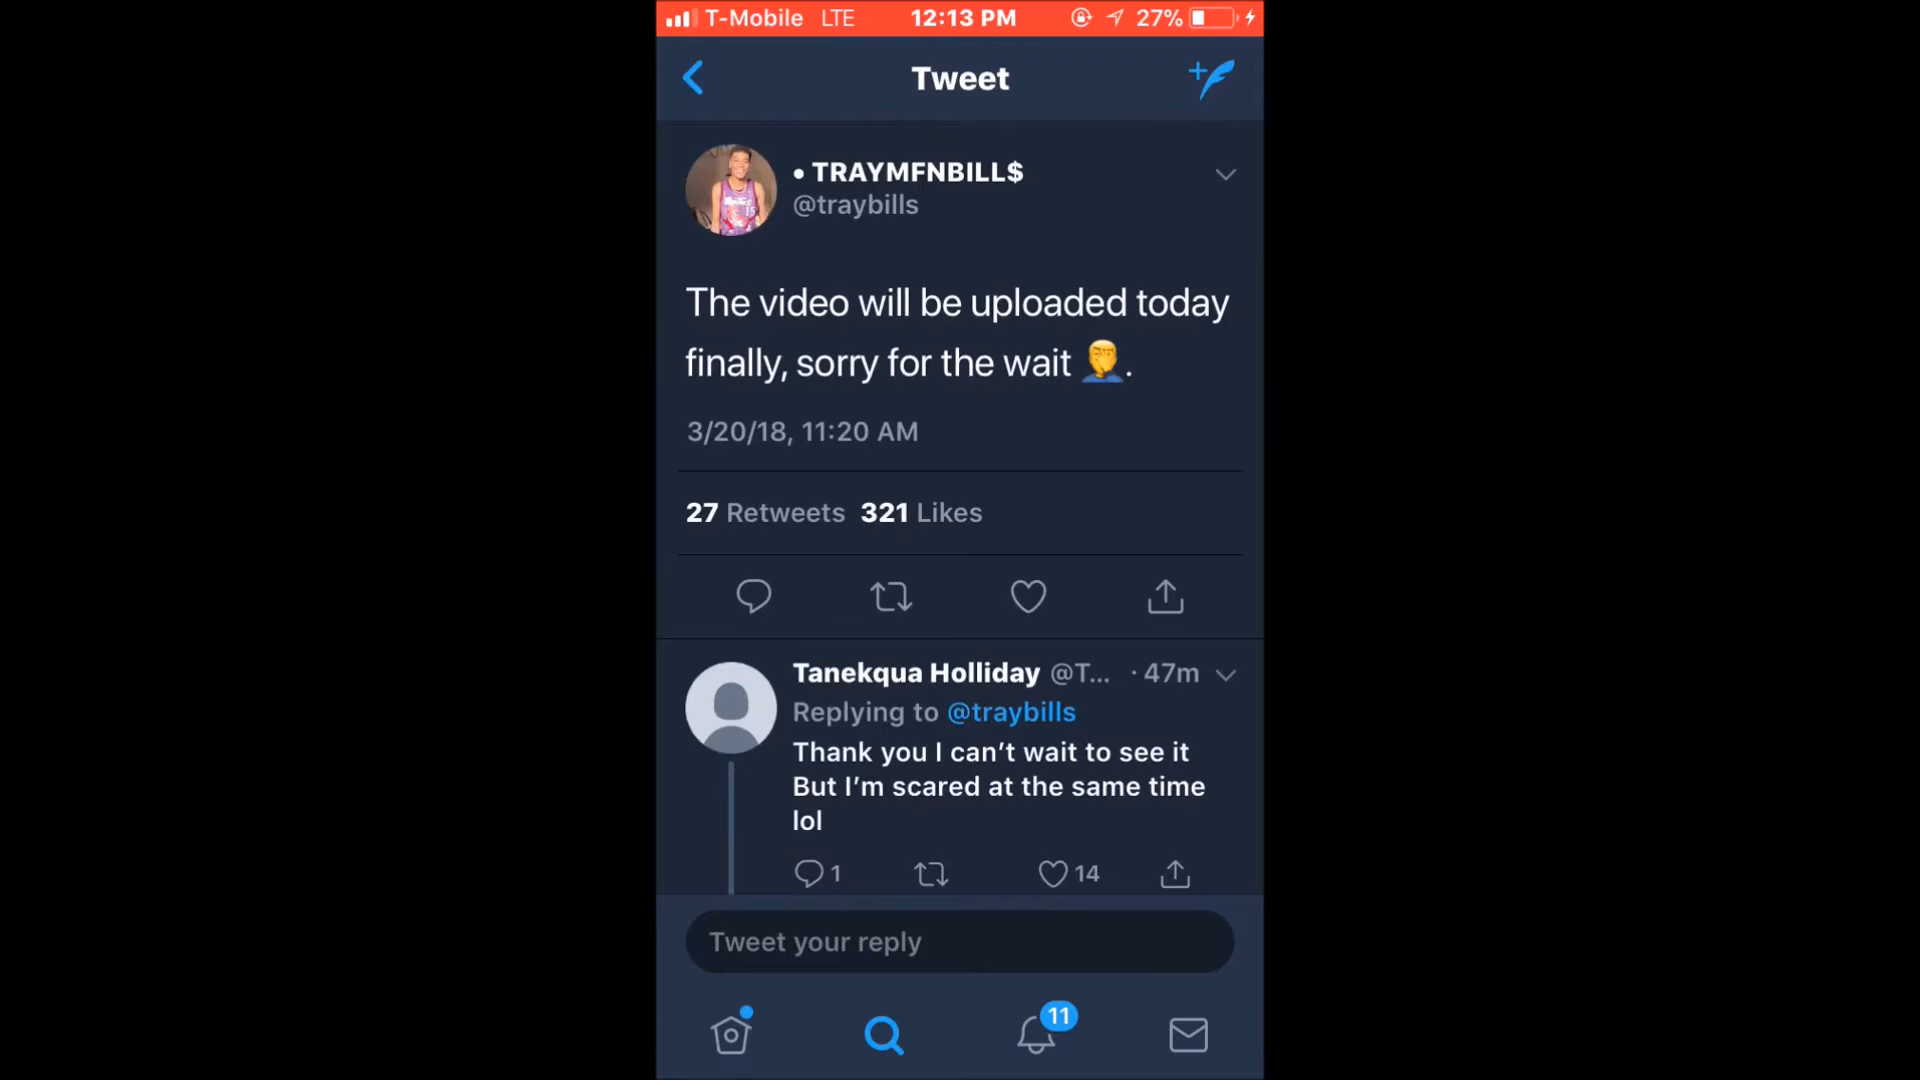 T-Mobile LTE 12:13 PM 27%
Tweet
• TRAYMFNBILL$
@traybills
The video will be uploaded today
finally, sorry for the wait 🤦‍♂️.
3/20/18, 11:20 AM
27 Retweets 321 Likes
Tanekqua Holliday @T... · 47m
Replying to @traybills
Thank you I can’t wait to see it
But I’m scared at the same time
lol
1 14
Tweet your reply
11